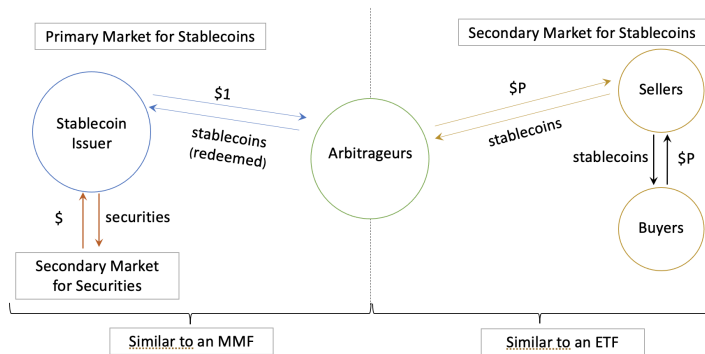 Primary Market for Stablecoins
Secondary Market for Stablecoins
Stablecoin
Issuer
$1
stablecoins
(redeemed)
Arbitrageurs
$P
stablecoins
Sellers
stablecoins
$P
Buyers
$
securities
Secondary Market
for Securities
Similar to an MMF
Similar to an ETF